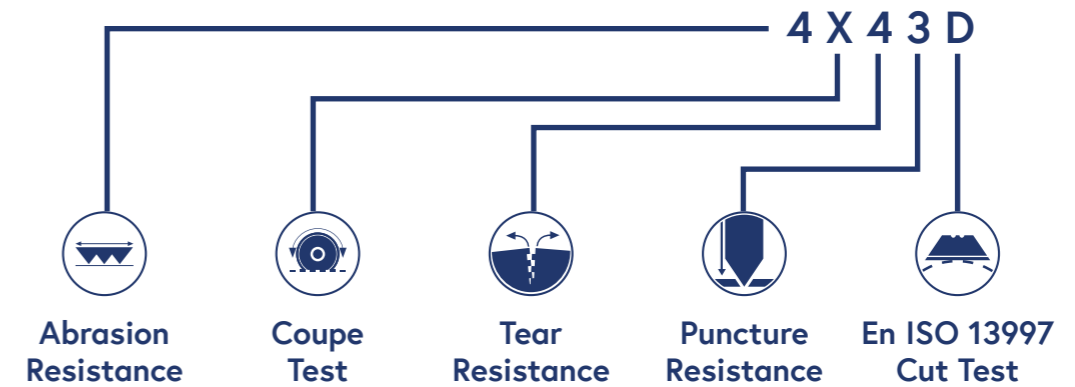 4 X 4 3 D
Abrasion
Resistance
Coupe
Test
Tear
Resistance
Puncture
Resistance
En ISO 13997
Cut Test